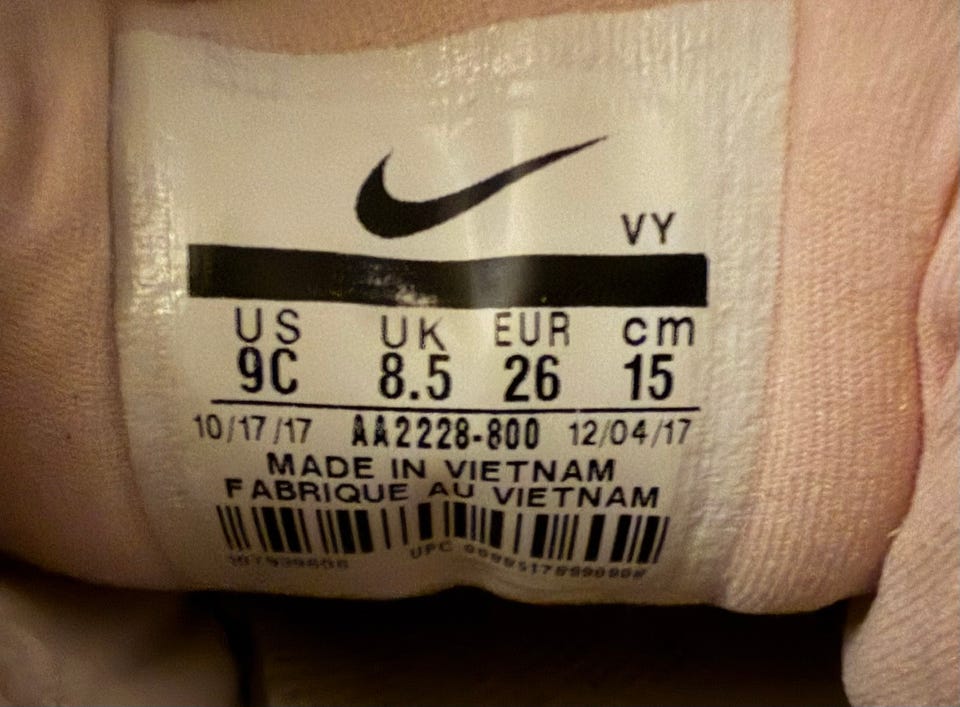 VY
US UK EUR cm
9C 8.5 26 15
10/17/17 AA2228-800 12/04/17
MADE IN VIETNAM
FABRIQUE AU VIETNAM
UPC